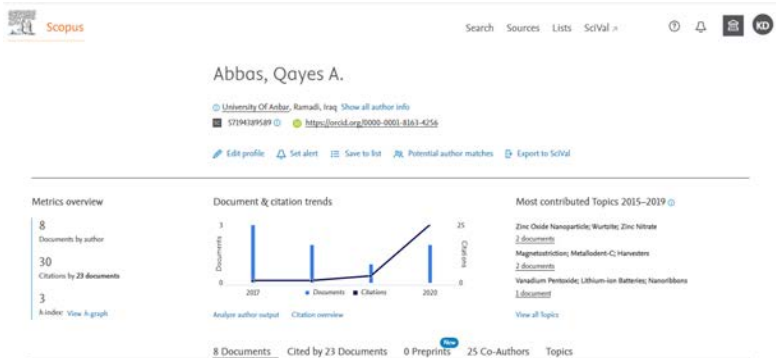 Scopus
Search Sources Lists SciVal ↗
KD
Abbas, Qayes A.
University Of Anbar, Ramadi, Iraq Show all author info
57194389589 https://orcid.org/0000-0001-8163-4256
Edit profile Set alert Save to list Potential author matches Export to SciVal
Metrics overview
8
Documents by author
30
Citations by 23 documents
3
h-index: View h-graph
Document & citation trends
3
Documents
0
25
Citations
0
2017 2020
Documents Citations
Analyze author output Citation overview
Most contributed Topics 2015–2019
Zinc Oxide Nanoparticle; Wurtzite; Zinc Nitrate
2 documents
Magnetostriction; Metallodent-C; Harvesters
2 documents
Vanadium Pentoxide; Lithium-ion Batteries; Nanoribbons
1 document
View all Topics
New
8 Documents Cited by 23 Documents 0 Preprints 25 Co-Authors Topics